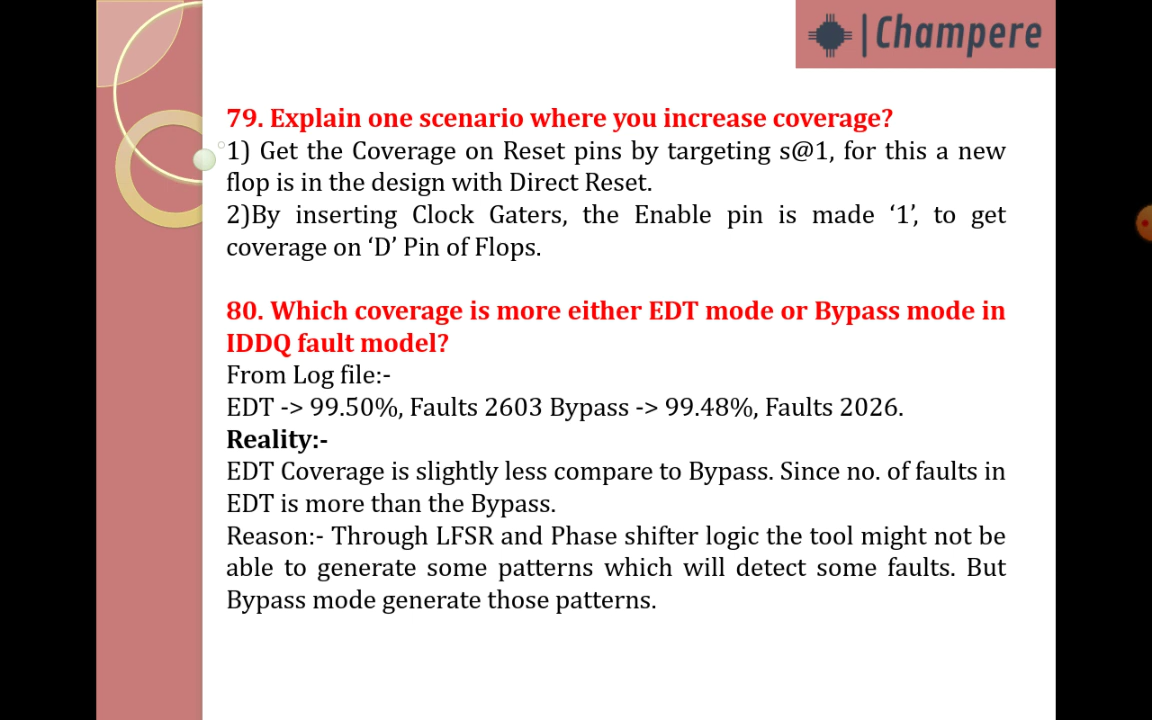 | Champere
79. Explain one scenario where you increase coverage?
1) Get the Coverage on Reset pins by targeting s@1, for this a new
flop is in the design with Direct Reset.
2)By inserting Clock Gaters, the Enable pin is made ‘1’, to get
coverage on ‘D’ Pin of Flops.
80. Which coverage is more either EDT mode or Bypass mode in
IDDQ fault model?
From Log file:-
EDT -> 99.50%, Faults 2603 Bypass -> 99.48%, Faults 2026.
Reality:-
EDT Coverage is slightly less compare to Bypass. Since no. of faults in
EDT is more than the Bypass.
Reason:- Through LFSR and Phase shifter logic the tool might not be
able to generate some patterns which will detect some faults. But
Bypass mode generate those patterns.